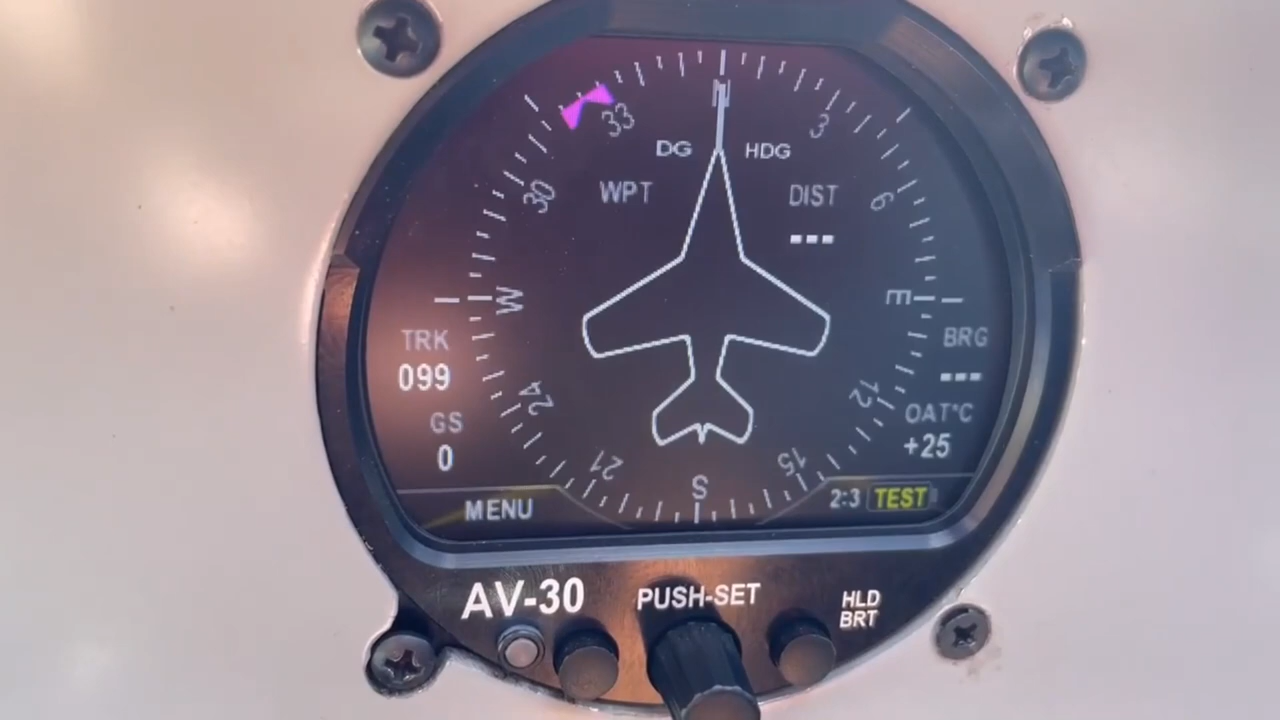 N
33
3
DG HDG
WPT DIST
30
6
---
W
E
TRK
099
BRG
---
24
12
GS
0
OAT°C
+25
21
15
S
MENU
2:3 TEST
AV-30
PUSH-SET
HLD
BRT